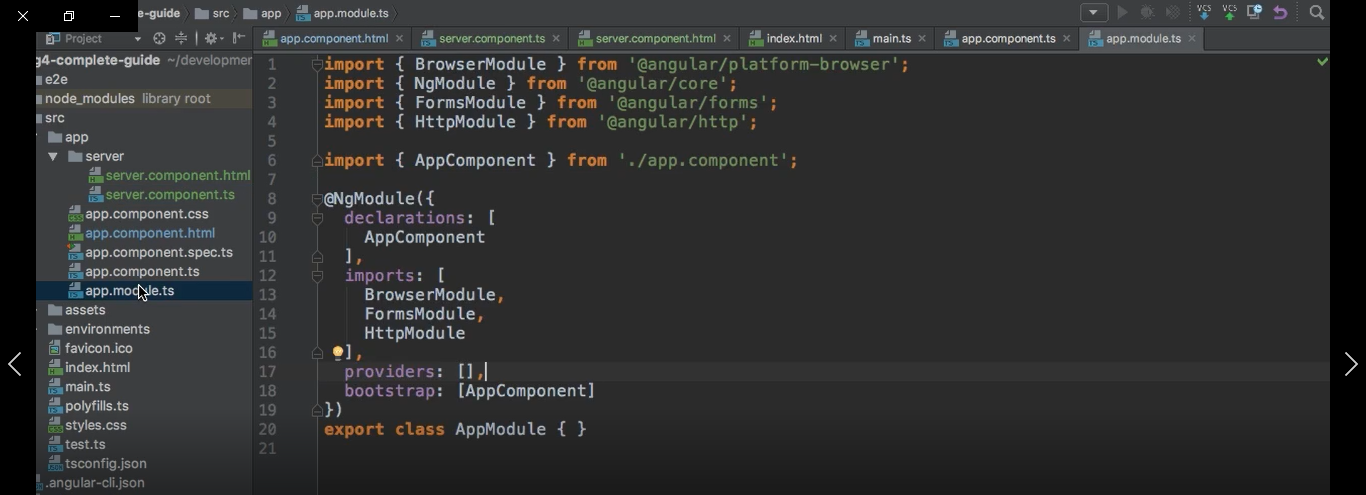 e-guide src app app.module.ts
Project
app.component.html server.component.ts server.component.html index.html main.ts app.component.ts app.module.ts
VCS VCS
g4-complete-guide ~/developmen
e2e
node_modules library root
src
app
server
server.component.html
server.component.ts
app.component.css
app.component.html
app.component.spec.ts
app.component.ts
app.module.ts
assets
environments
favicon.ico
index.html
main.ts
polyfills.ts
styles.css
test.ts
tsconfig.json
.angular-cli.json
1 import { BrowserModule } from '@angular/platform-browser';
2 import { NgModule } from '@angular/core';
3 import { FormsModule } from '@angular/forms';
4 import { HttpModule } from '@angular/http';
5
6 import { AppComponent } from './app.component';
7
8 @NgModule({
9 declarations: [
10 AppComponent
11 ],
12 imports: [
13 BrowserModule,
14 FormsModule,
15 HttpModule
16 ],
17 providers: [],
18 bootstrap: [AppComponent]
19 })
20 export class AppModule { }
21